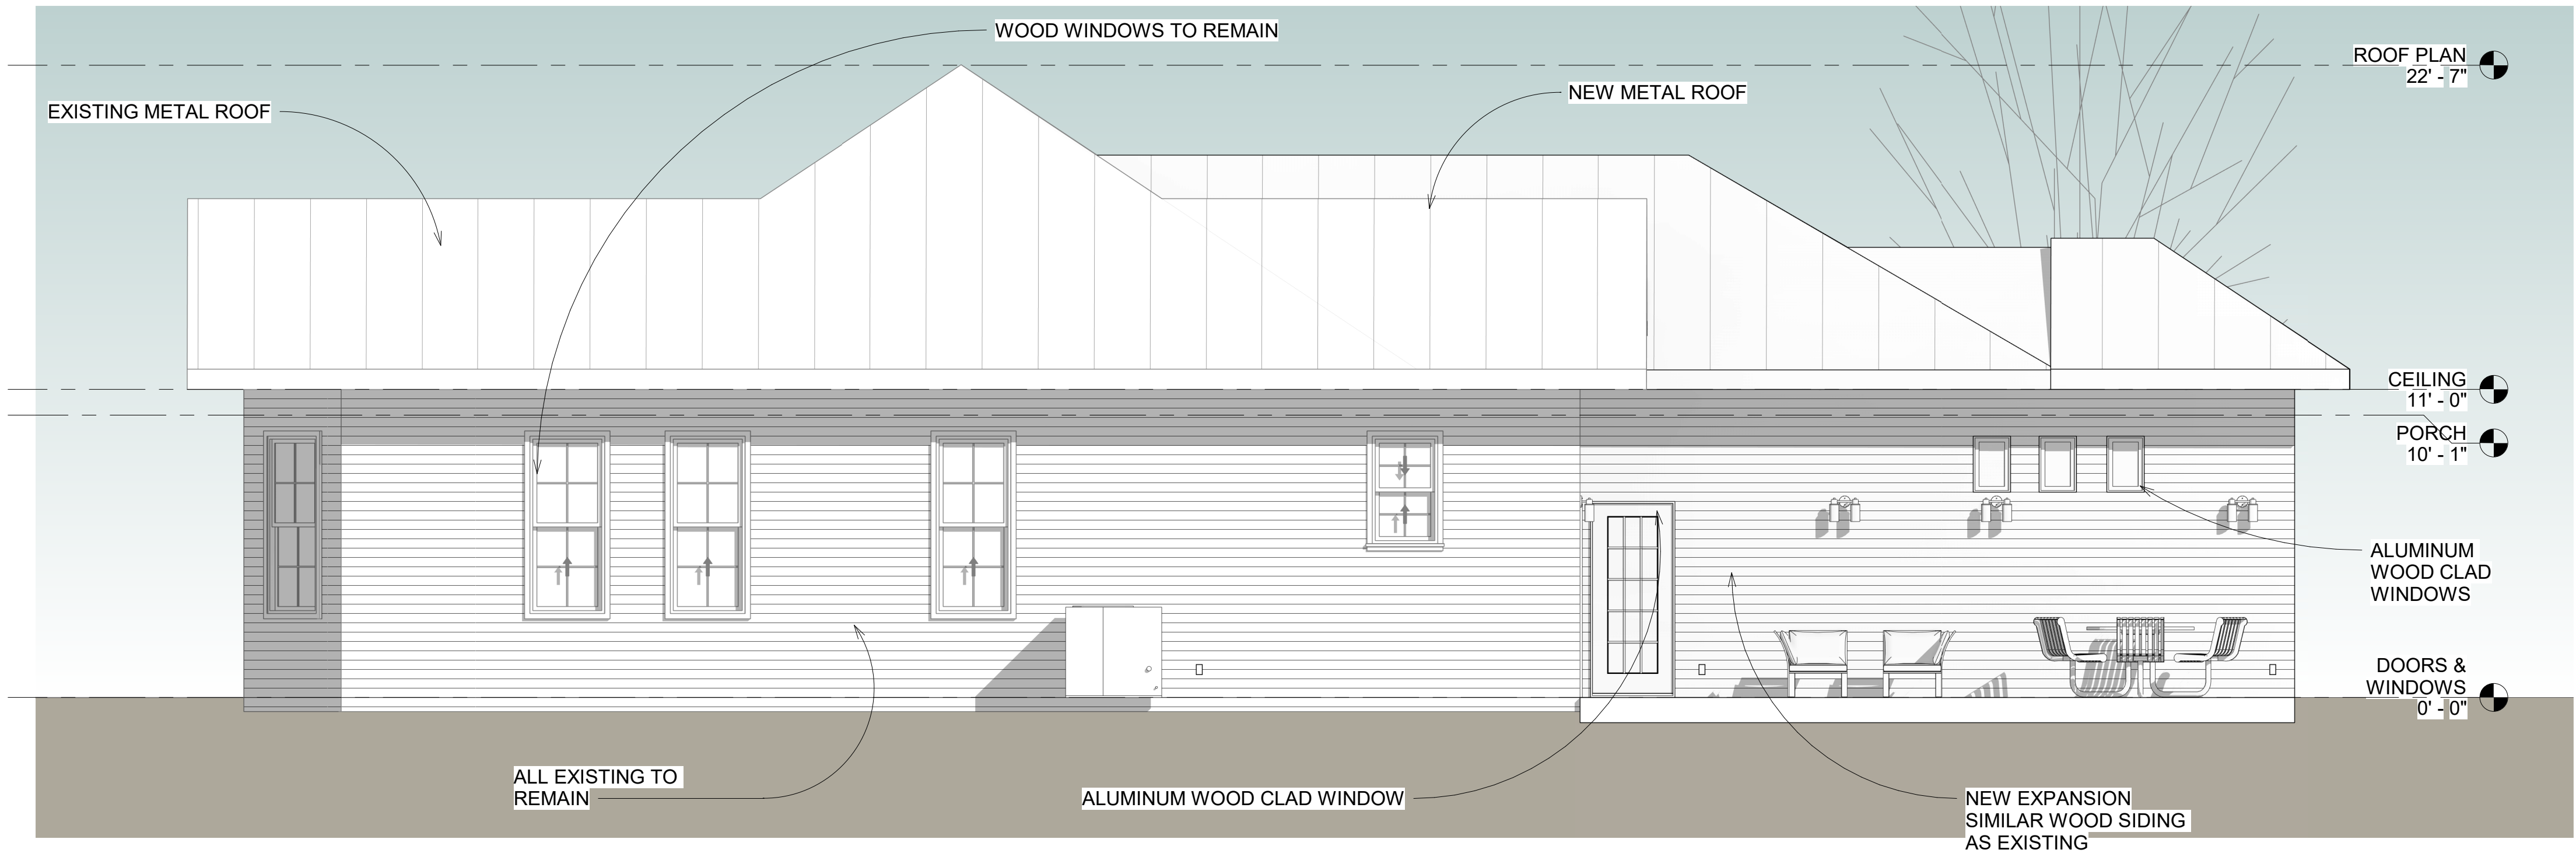 WOOD WINDOWS TO REMAIN
ROOF PLAN
22' - 7"
EXISTING METAL ROOF
NEW METAL ROOF
CEILING
11' - 0"
PORCH
10' - 1"
ALUMINUM
WOOD CLAD
WINDOWS
DOORS &
WINDOWS
0' - 0"
ALL EXISTING TO
REMAIN
ALUMINUM WOOD CLAD WINDOW
NEW EXPANSION
SIMILAR WOOD SIDING
AS EXISTING